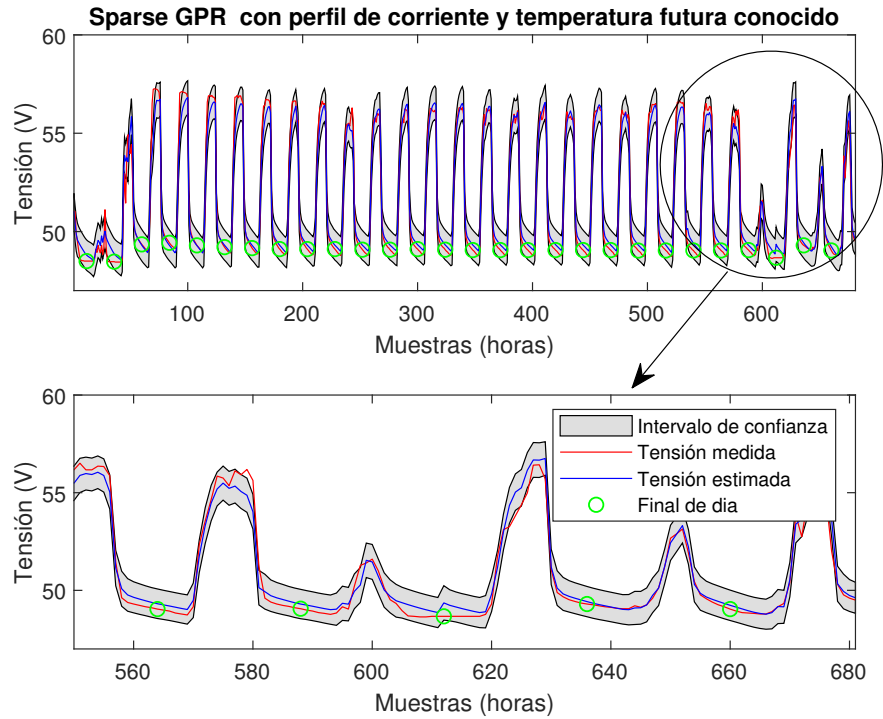 Sparse GPR con perfil de corriente y temperatura futura conocido
60
55
50
Tensión (V)
100 200 300 400 500 600
Muestras (horas)
60
55
50
Tensión (V)
Intervalo de confianza
Tensión medida
Tensión estimada
Final de dia
560 580 600 620 640 660 680
Muestras (horas)